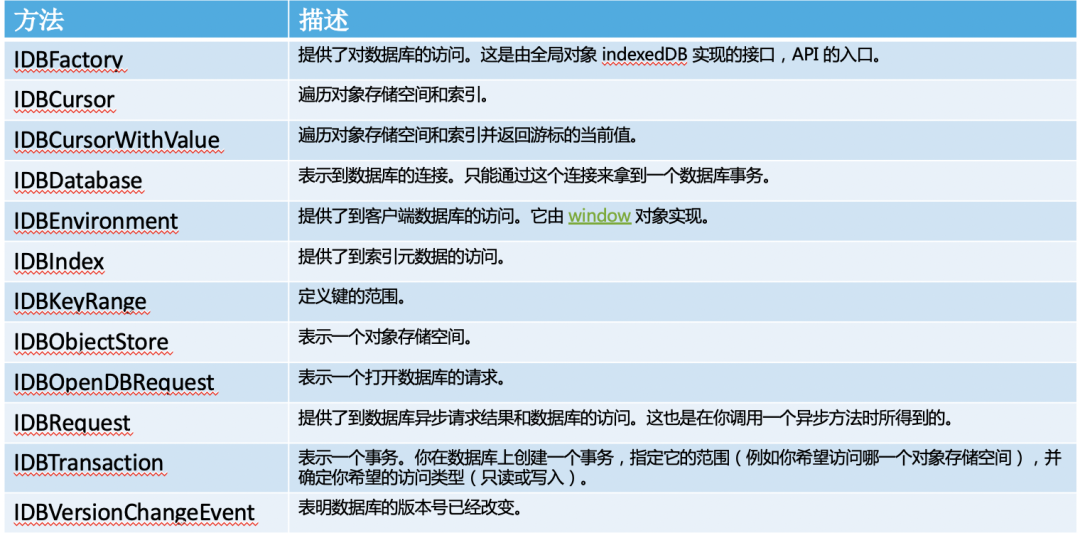 方法 描述
IDBFactory 提供了对数据库的访问。这是由全局对象 indexedDB 实现的接口，API 的入口。
IDBCursor 遍历对象存储空间和索引。
IDBCursorWithValue 遍历对象存储空间和索引并返回游标的当前值。
IDBDatabase 表示到数据库的连接。只能通过这个连接来拿到一个数据库事务。
IDBEnvironment 提供了到客户端数据库的访问。它由 window 对象实现。
IDBIndex 提供了到索引元数据的访问。
IDBKeyRange 定义键的范围。
IDBObjectStore 表示一个对象存储空间。
IDBOpenDBRequest 表示一个打开数据库的请求。
IDBRequest 提供了到数据库异步请求结果和数据库的访问。这也是在你调用一个异步方法时所得到的。
IDBTransaction 表示一个事务。你在数据库上创建一个事务，指定它的范围（例如你希望访问哪一个对象存储空间），并
确定你希望的访问类型（只读或写入）。
IDBVersionChangeEvent 表明数据库的版本号已经改变。